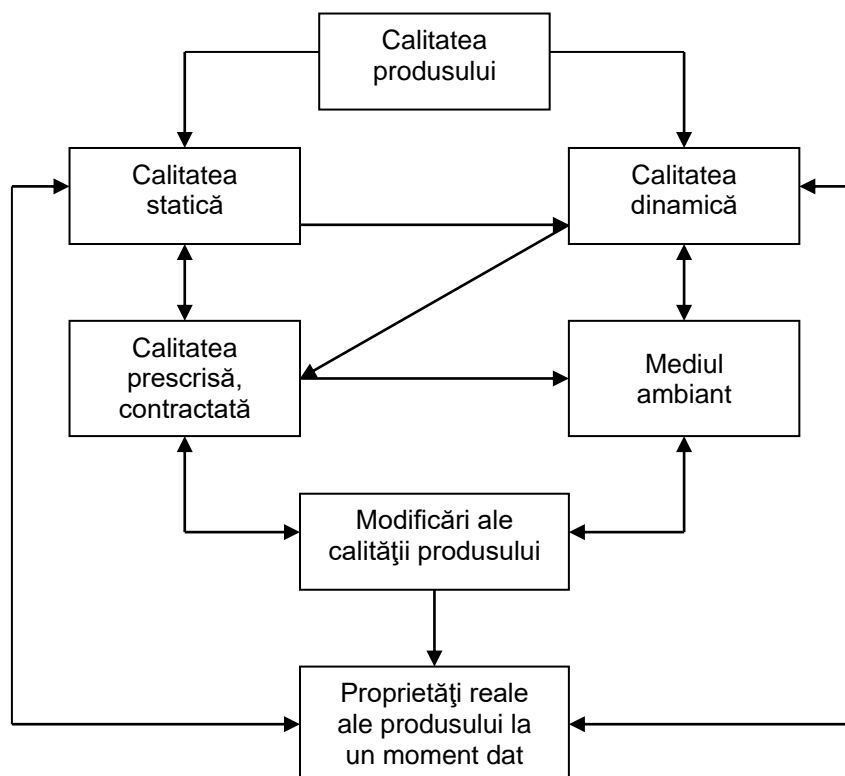 Calitatea
produsului
Calitatea
statică
Calitatea
dinamică
Calitatea
prescrisă,
contractată
Mediul
ambiant
Modificări ale
calităţii produsului
Proprietăţi reale
ale produsului la
un moment dat